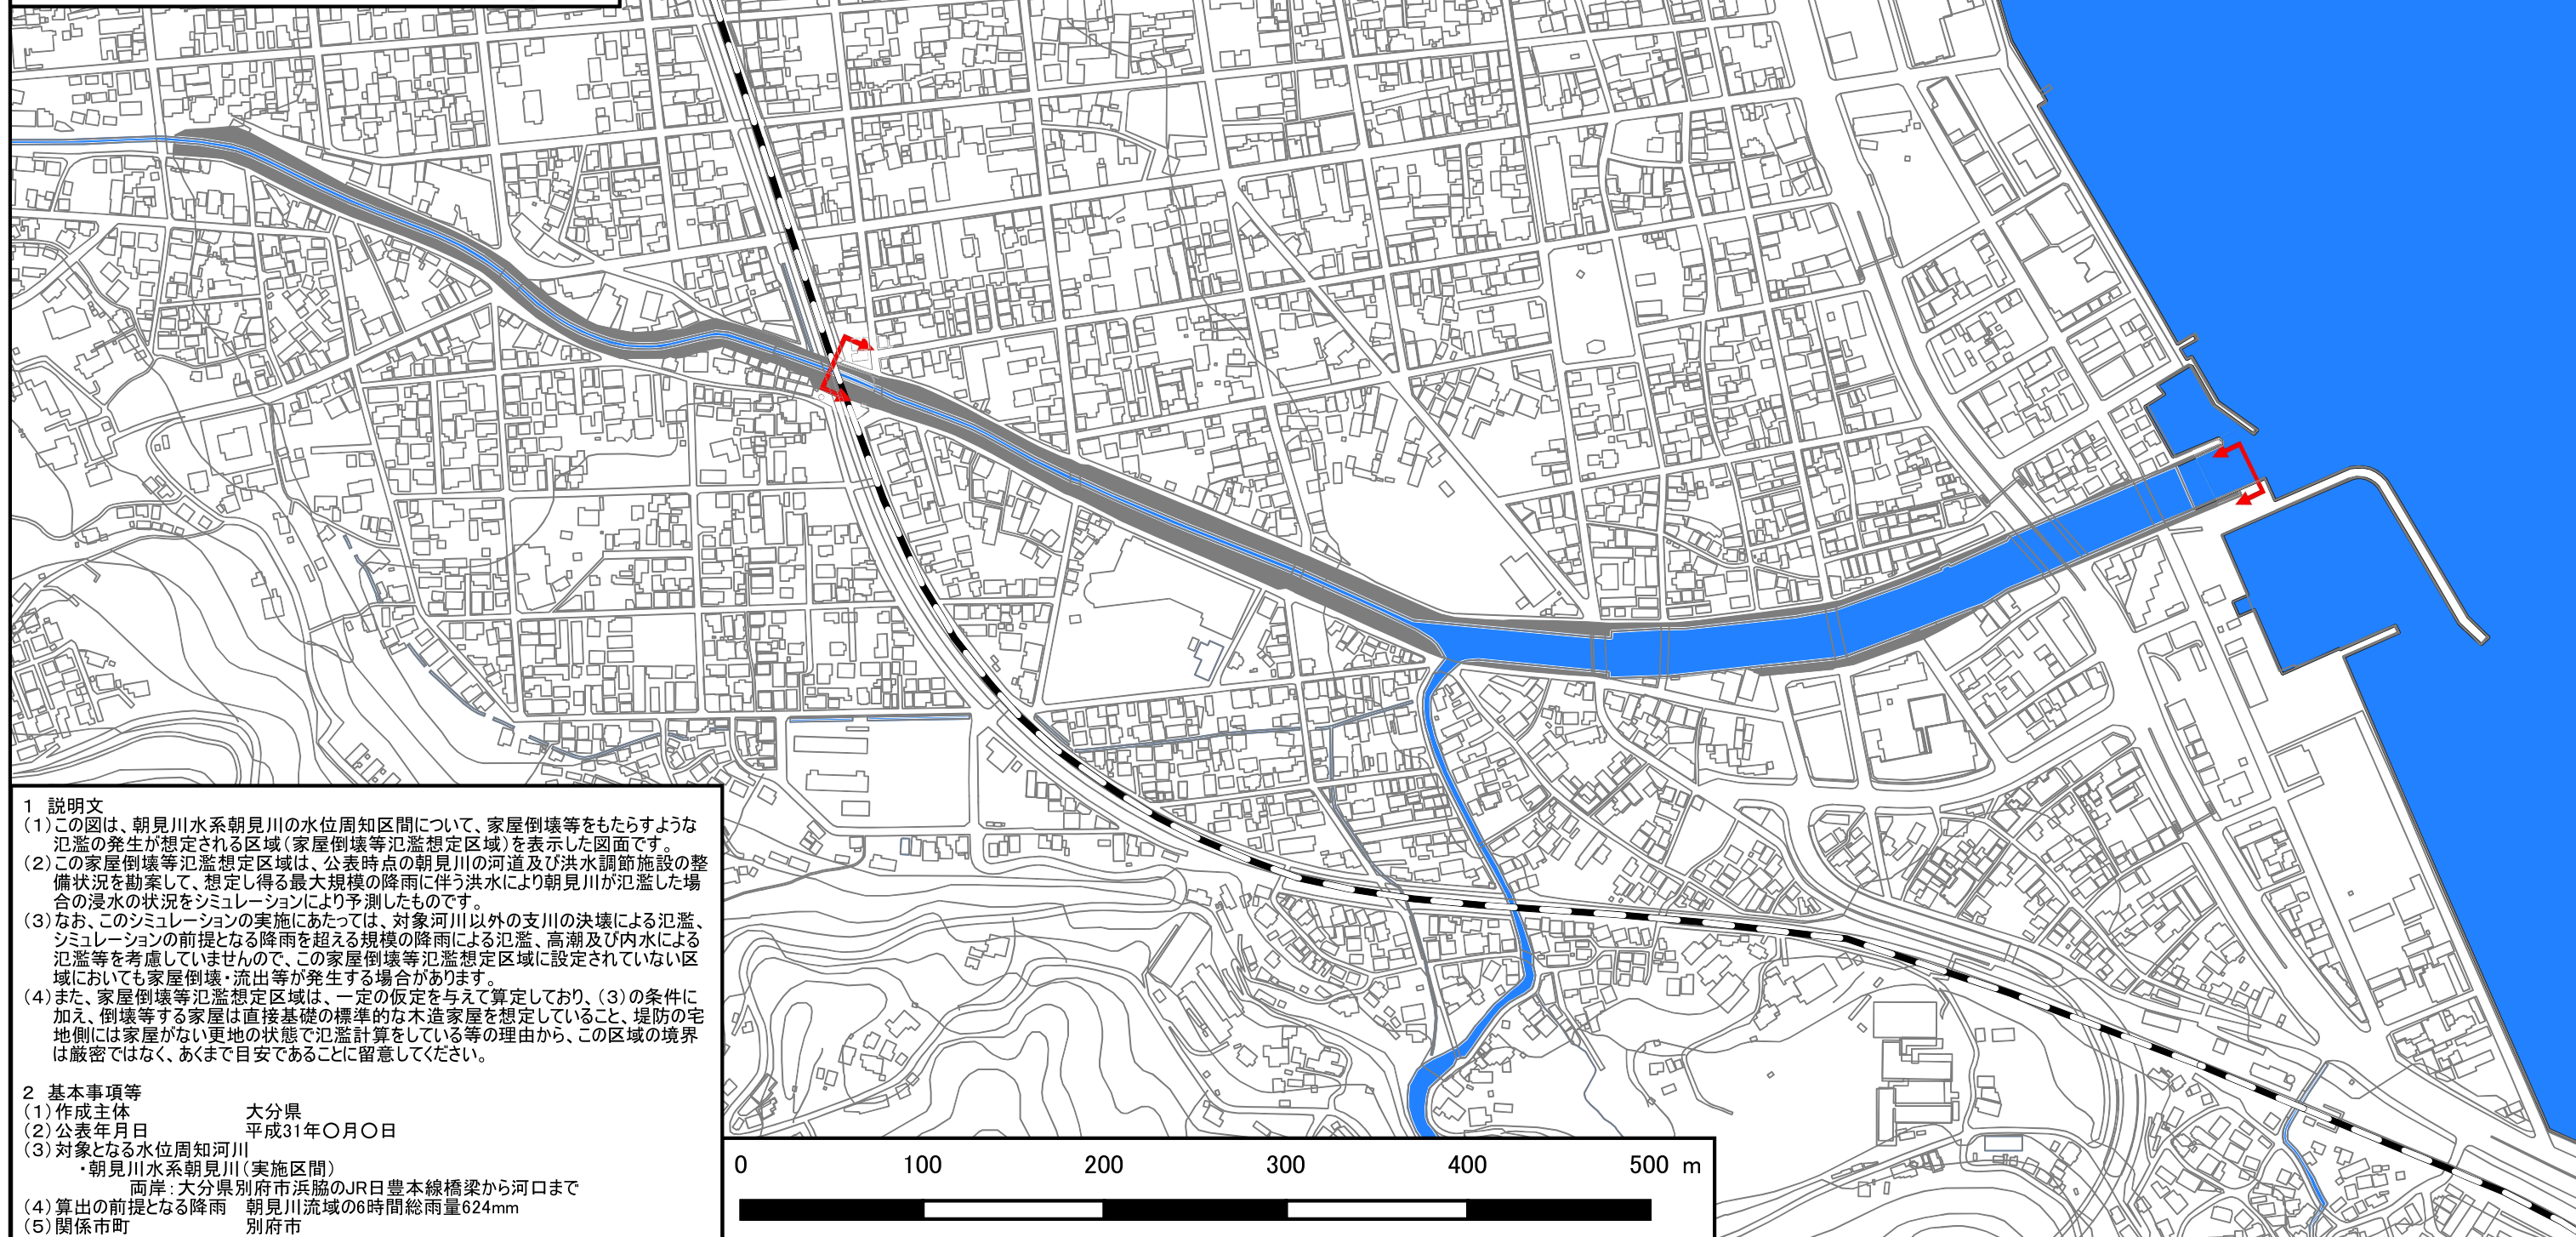 1 説明文
(1)この図は、朝見川水系朝見川の水位周知区間について、家屋倒壊等をもたらすような
氾濫の発生が想定される区域(家屋倒壊等氾濫想定区域)を表示した図面です。
(2)この家屋倒壊等氾濫想定区域は、公表時点の朝見川の河道及び洪水調節施設の整
備状況を勘案して、想定し得る最大規模の降雨に伴う洪水により朝見川が氾濫した場
合の浸水の状況をシミュレーションにより予測したものです。
(3)なお、このシミュレーションの実施にあたっては、対象河川以外の支川の決壊による氾濫、
シミュレーションの前提となる降雨を超える規模の降雨による氾濫、高潮及び内水による
氾濫等を考慮していませんので、この家屋倒壊等氾濫想定区域に設定されていない区
域においても家屋倒壊・流出等が発生する場合があります。
(4)また、家屋倒壊等氾濫想定区域は、一定の仮定を与えて算定しており、(3)の条件に
加え、倒壊等する家屋は直接基礎の標準的な木造家屋を想定していること、堤防の宅
地側には家屋がない更地の状態で氾濫計算をしている等の理由から、この区域の境界
は厳密ではなく、あくまで目安であることに留意してください。
2 基本事項等
(1)作成主体 大分県
(2)公表年月日 平成31年〇月〇日
(3)対象となる水位周知河川
・朝見川水系朝見川(実施区間)
両岸:大分県別府市浜脇のJR日豊本線橋梁から河口まで
(4)算出の前提となる降雨 朝見川流域の6時間総雨量624mm
(5)関係市町 別府市
0 100 200 300 400 500 m